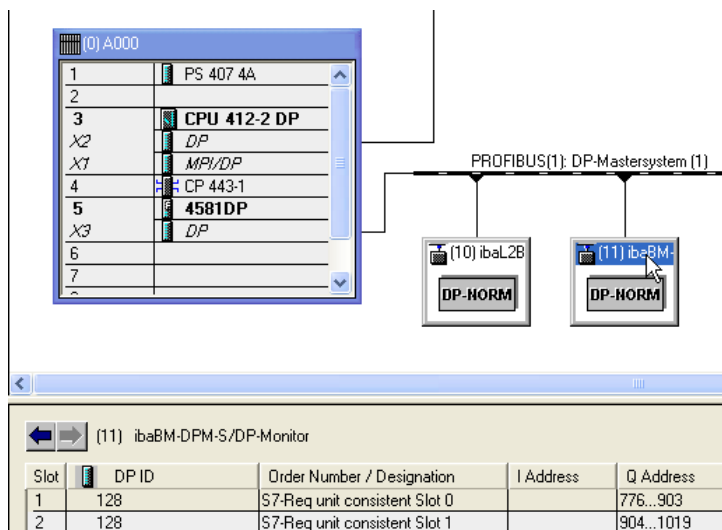 (0) A000
1 PS 407 4A
2
3 CPU 412-2 DP
X2 DP
X1 MPI/DP
4 CP 443-1
5 4581DP
X3 DP
6
7
PROFIBUS(1): DP-Mastersystem (1)
(10) ibaL2B (11) ibaBM-
DP-NORM DP-NORM
(11) ibaBM-DPM-S/DP-Monitor
Slot DP ID Order Number / Designation I Address Q Address
1 128 S7-Req unit consistent Slot 0 776...903
2 128 S7-Req unit consistent Slot 1 904...1019